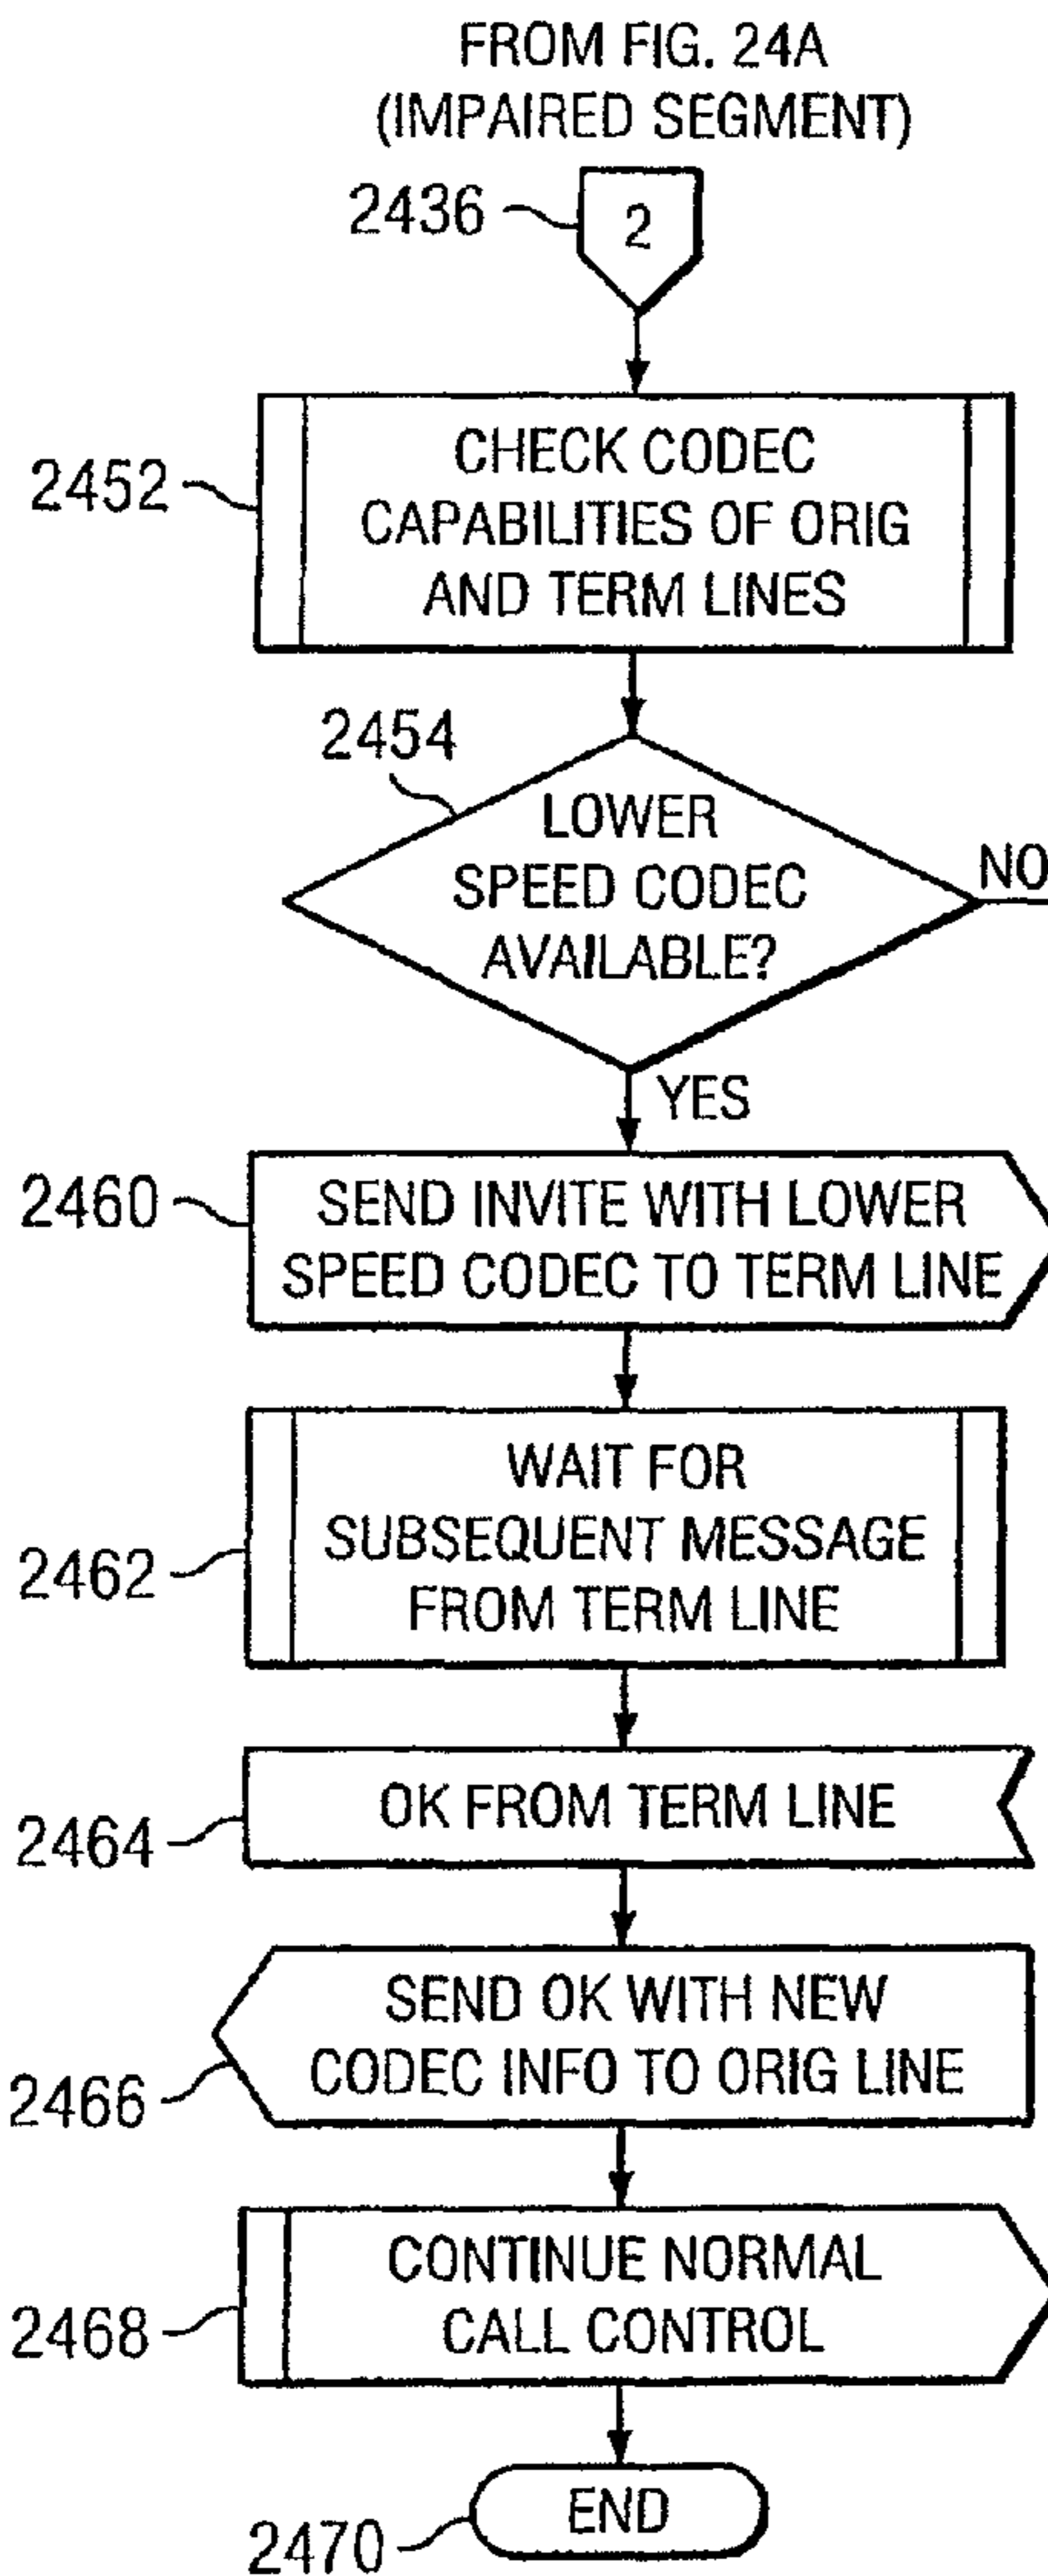 FROM FIG. 24A
(IMPAIRED SEGMENT)
2436
2
2452
CHECK CODEC
CAPABILITIES OF ORIG
AND TERM LINES
2454
LOWER
SPEED CODEC
AVAILABLE?
NO
YES
2460
SEND INVITE WITH LOWER
SPEED CODEC TO TERM LINE
2462
WAIT FOR
SUBSEQUENT MESSAGE
FROM TERM LINE
2464
OK FROM TERM LINE
2466
SEND OK WITH NEW
CODEC INFO TO ORIG LINE
2468
CONTINUE NORMAL
CALL CONTROL
2470
END